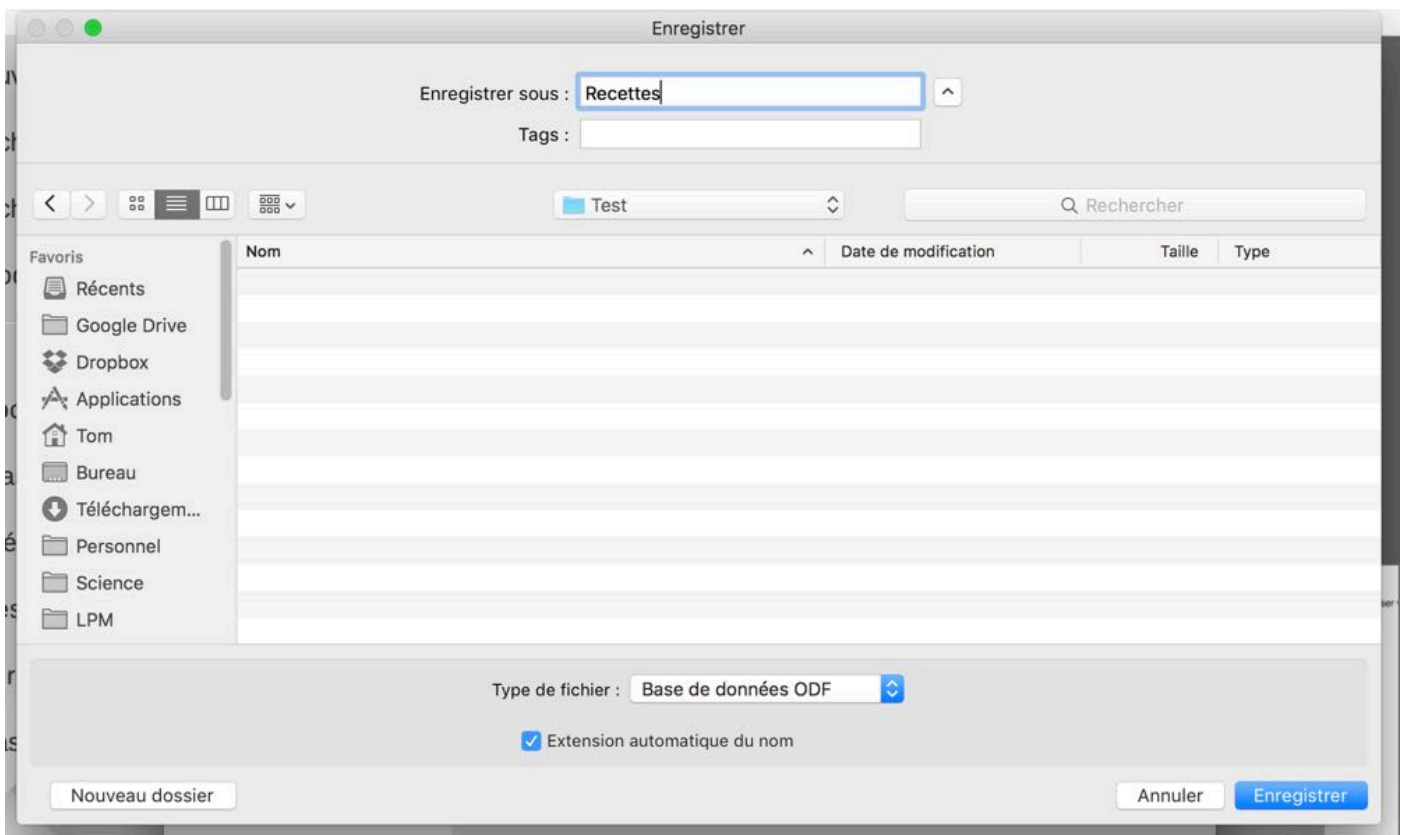 Enregistrer
Enregistrer sous : Recettes
Tags :
Test
Rechercher
Favoris
Nom
Date de modification
Taille
Type
Récents
Google Drive
Dropbox
Applications
Tom
Bureau
Téléchargem...
Personnel
Science
LPM
Type de fichier : Base de données ODF
Extension automatique du nom
Nouveau dossier
Annuler
Enregistrer